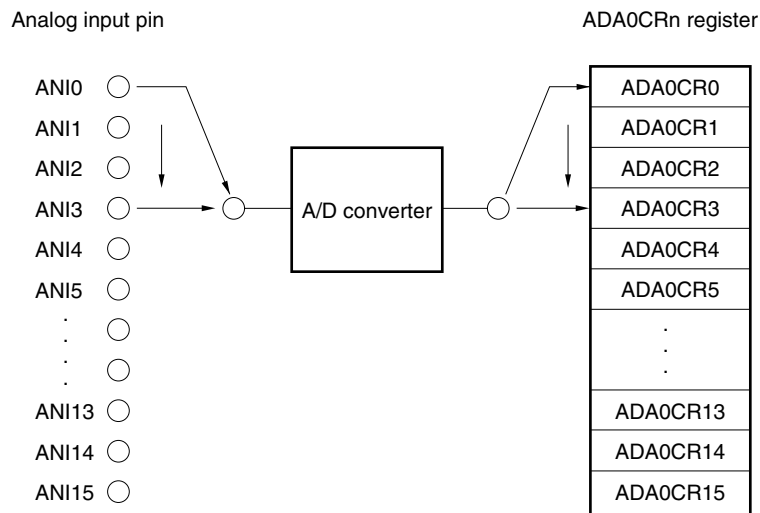 Analog input pin
ADA0CRn register
ANI0
ANI1
ANI2
ANI3
ANI4
ANI5
.
.
.
.
ANI13
ANI14
ANI15
A/D converter
ADA0CR0
ADA0CR1
ADA0CR2
ADA0CR3
ADA0CR4
ADA0CR5
.
.
.
ADA0CR13
ADA0CR14
ADA0CR15